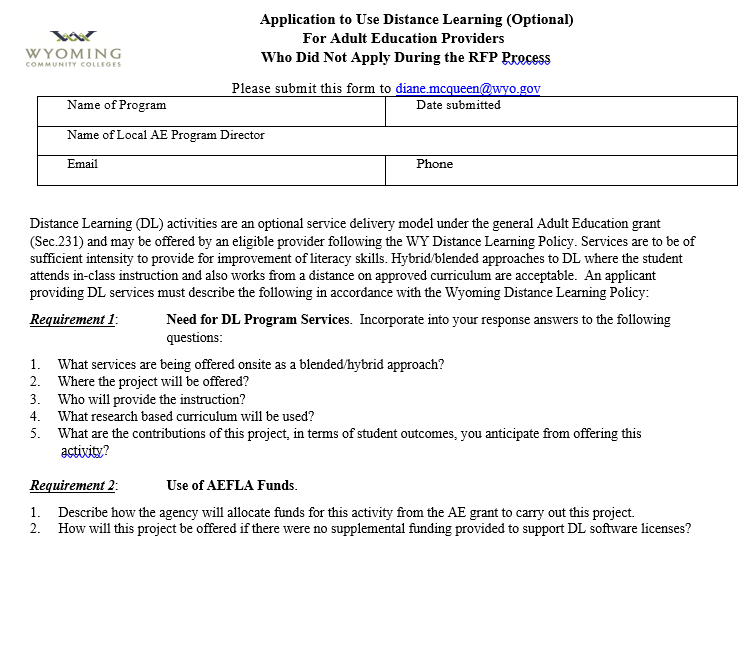 Application to Use Distance Learning (Optional)
For Adult Education Providers
Who Did Not Apply During the RFP Process
WYOMING
COMMUNITY COLLEGES
Please submit this form to diane.mcqueen@wyo.gov
Name of Program
Date submitted
Name of Local AE Program Director
Email
Phone
Distance Learning (DL) activities are an optional service delivery model under the general Adult Education grant
(Sec.231) and may be offered by an eligible provider following the WY Distance Learning Policy. Services are to be of
sufficient intensity to provide for improvement of literacy skills. Hybrid/blended approaches to DL where the student
attends in-class instruction and also works from a distance on approved curriculum are acceptable. An applicant
providing DL services must describe the following in accordance with the Wyoming Distance Learning Policy:
Requirement 1: Need for DL Program Services. Incorporate into your response answers to the following
questions:
1. What services are being offered onsite as a blended/hybrid approach?
2. Where the project will be offered?
3. Who will provide the instruction?
4. What research based curriculum will be used?
5. What are the contributions of this project, in terms of student outcomes, you anticipate from offering this
activity?
Requirement 2: Use of AEFLA Funds.
1. Describe how the agency will allocate funds for this activity from the AE grant to carry out this project.
2. How will this project be offered if there were no supplemental funding provided to support DL software licenses?